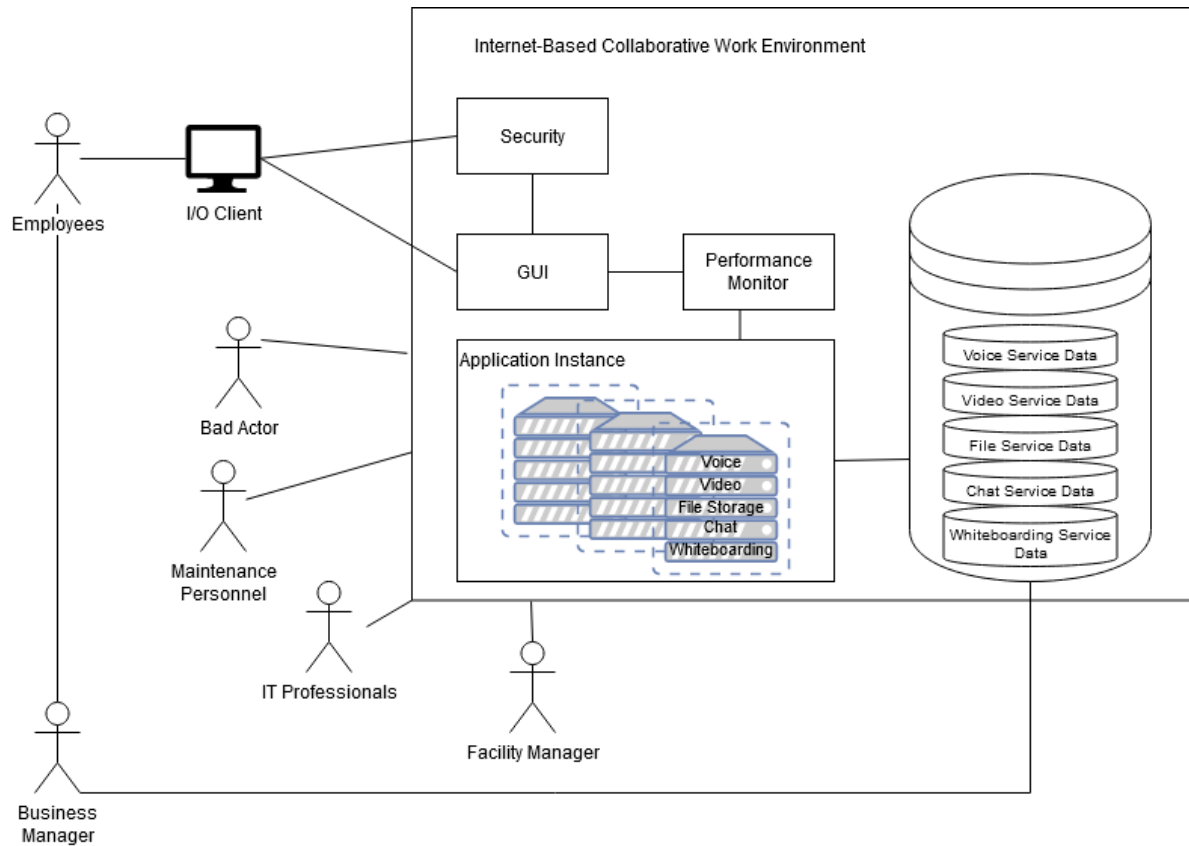 Internet-Based Collaborative Work Environment
Security
Employees
I/O Client
GUI
Performance
Monitor
Application Instance
Voice
Video
File Storage
Chat
Whiteboarding
Voice Service Data
Video Service Data
File Service Data
Chat Service Data
Whiteboarding Service
Data
Bad Actor
Maintenance
Personnel
IT Professionals
Facility Manager
Business
Manager